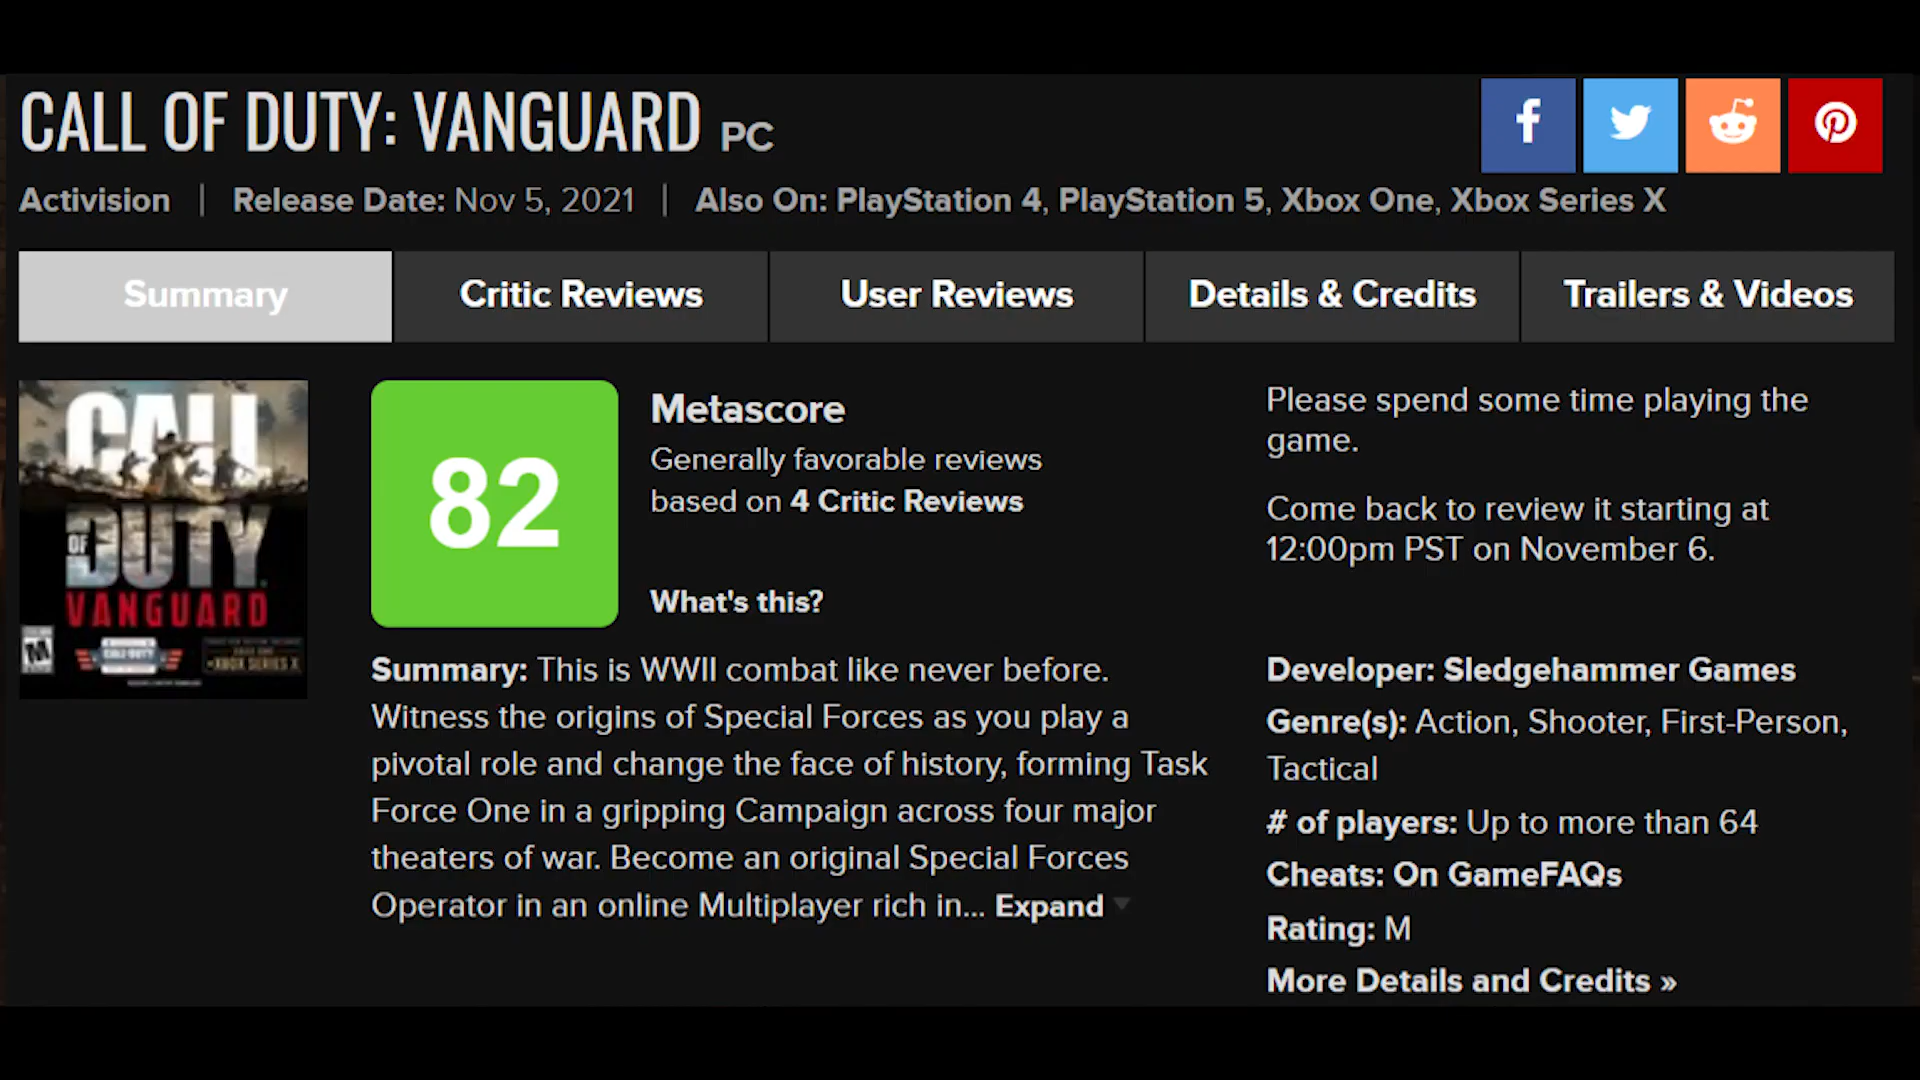 CALL OF DUTY: VANGUARD PC
Activision | Release Date: Nov 5, 2021 | Also On: PlayStation 4, PlayStation 5, Xbox One, Xbox Series X
Summary Critic Reviews User Reviews Details & Credits Trailers & Videos
CALL
OF DUTY
VANGUARD
M
CALL OF DUTY
XBOX SERIES X
82
Metascore
Generally favorable reviews
based on 4 Critic Reviews
What's this?
Please spend some time playing the
game.
Come back to review it starting at
12:00pm PST on November 6.
Summary: This is WWII combat like never before.
Witness the origins of Special Forces as you play a
pivotal role and change the face of history, forming Task
Force One in a gripping Campaign across four major
theaters of war. Become an original Special Forces
Operator in an online Multiplayer rich in... Expand
Developer: Sledgehammer Games
Genre(s): Action, Shooter, First-Person,
Tactical
# of players: Up to more than 64
Cheats: On GameFAQs
Rating: M
More Details and Credits »